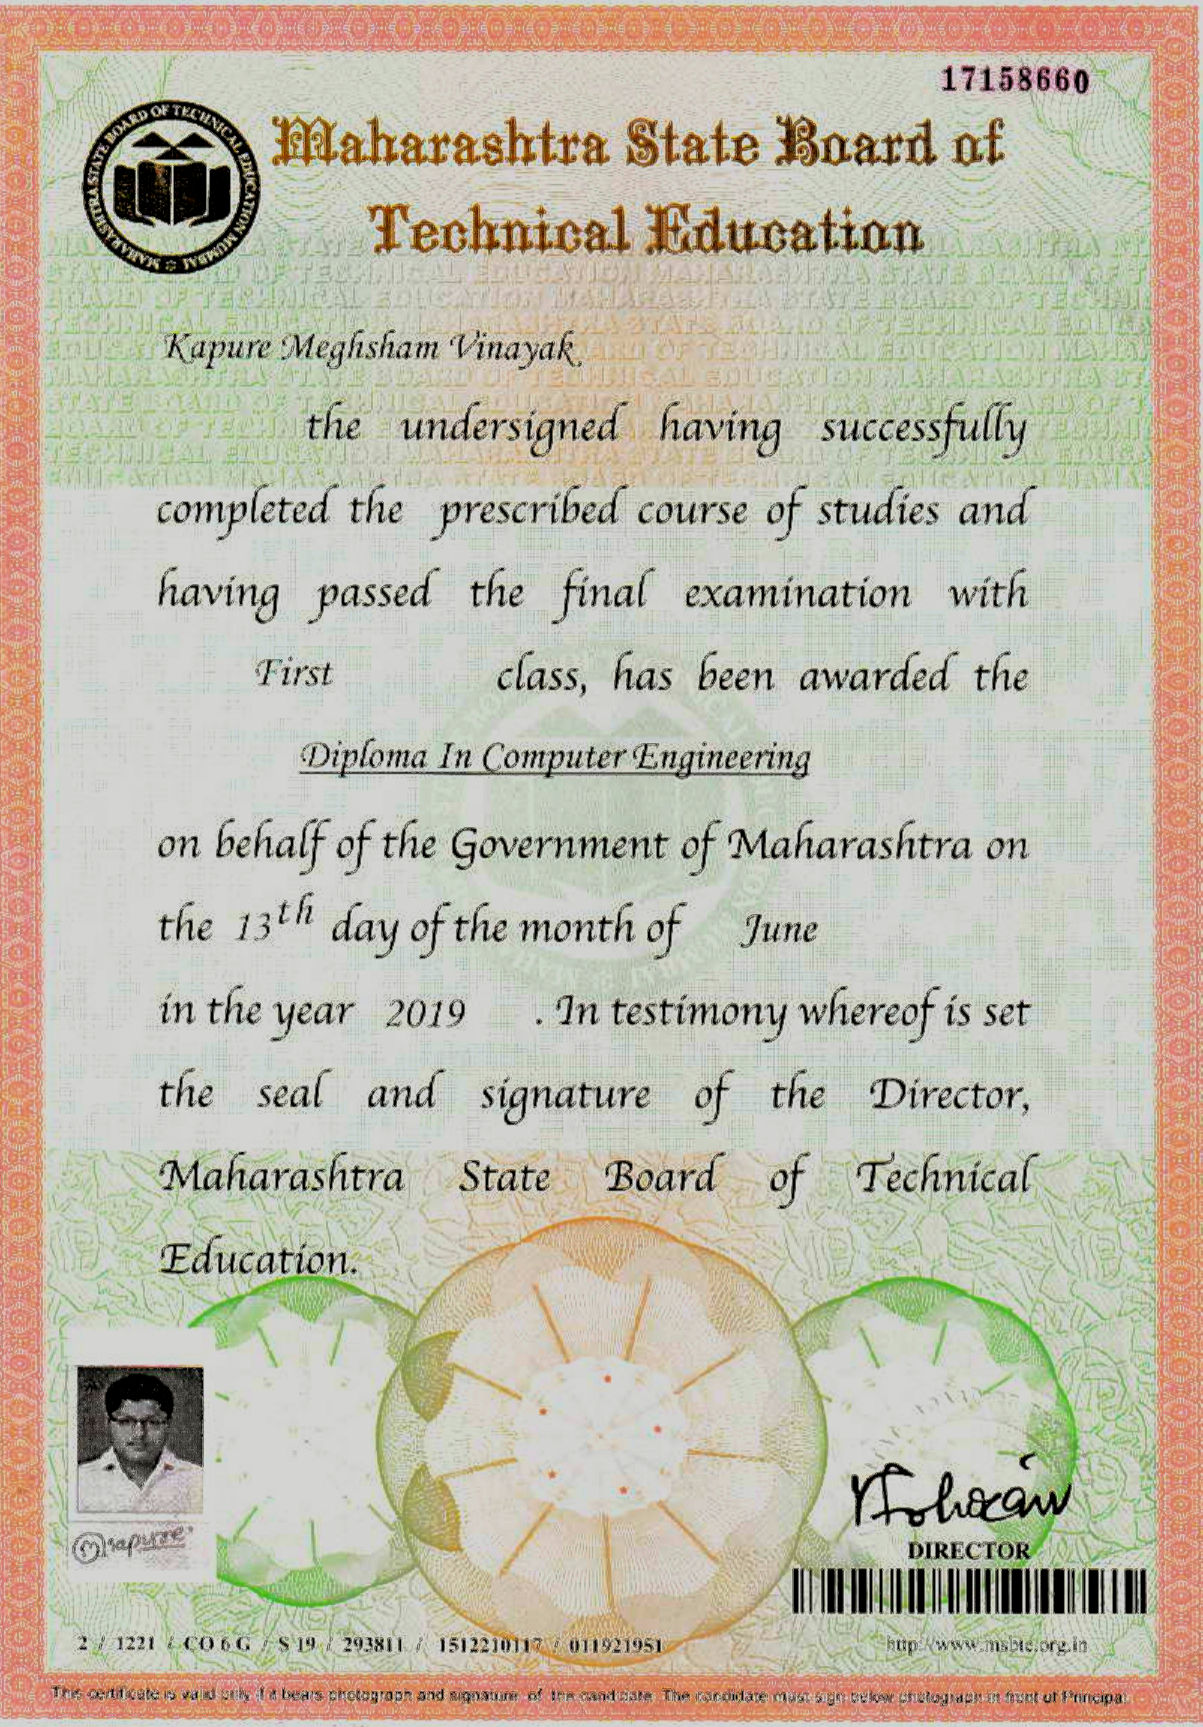 17158660
MAHARASHTRA STATE BOARD OF TECHNICAL EDUCATION MUMBAI
Maharashtra State Board of
Technical Education
Kapure Meghsham Vinayak,
the undersigned having successfully
completed the prescribed course of studies and
having passed the final examination with
First class, has been awarded the
Diploma In Computer Engineering
on behalf of the Government of Maharashtra on
the 13th day of the month of June
in the year 2019 . In testimony whereof is set
the seal and signature of the Director,
Maharashtra State Board of Technical
Education.
DIRECTOR
2 / 1221 / CO 6 G / S 19 / 293811 / 1512210117 / 011921951
http://www.msbte.org.in
This certificate is valid only if it bears photograph and signature of the candidate. The candidate must sign below photograph in front of Principal